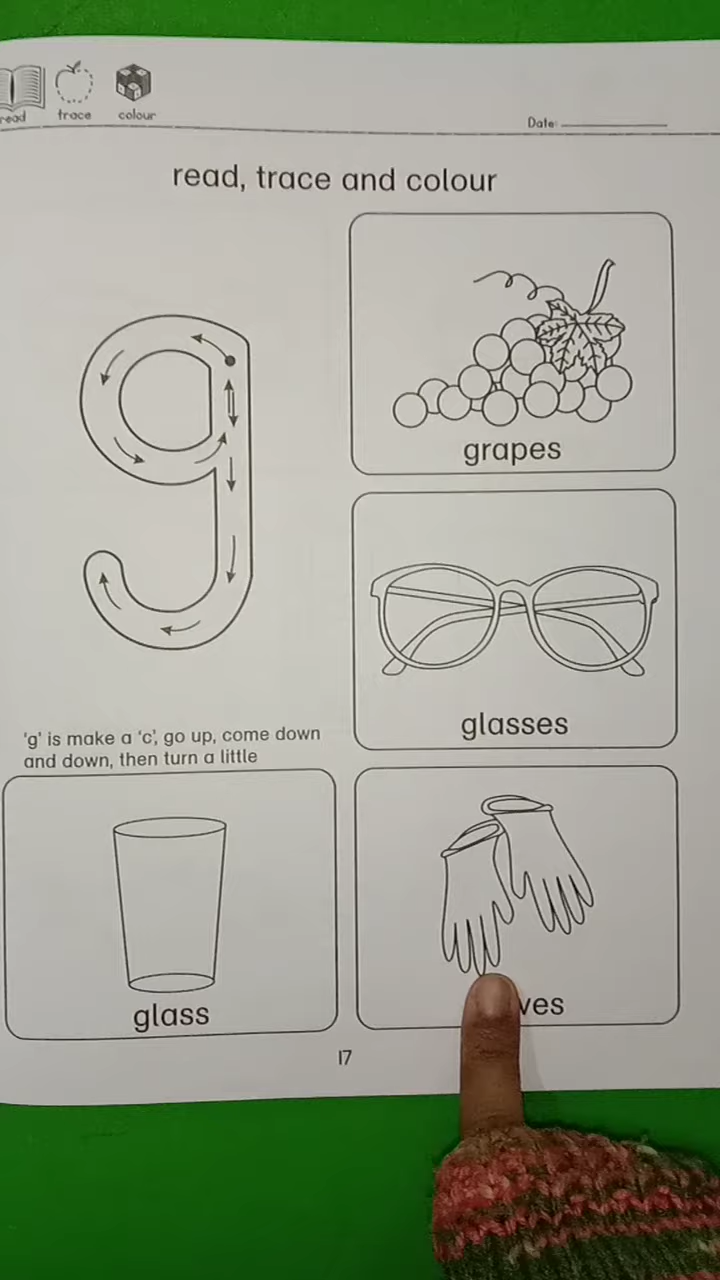 read trace colour
Date:
read, trace and colour
g
grapes
glasses
'g' is make a 'c', go up, come down
and down, then turn a little
glass
ves
17